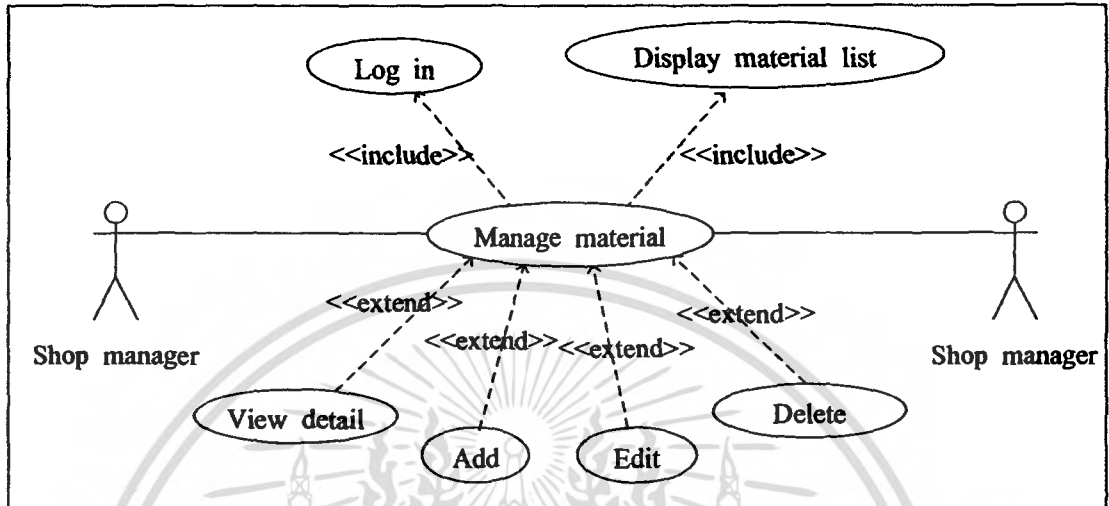 Log in
Display material list
<<include>>
<<include>>
Manage material
<<extend>>
<<extend>>
<<extend>>
<<extend>>
Shop manager
Shop manager
View detail
Delete
Add
Edit